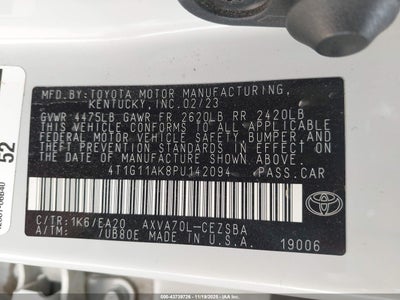 MFD.BY:TOYOTA MOTOR MANUFACTURING,
KENTUCKY, INC. 02/23
GVWR 4475LB GAWR FR 2620LB RR 2420LB
THIS VEHICLE CONFORMS TO ALL APPLICABLE
FEDERAL MOTOR VEHICLE SAFETY, BUMPER AND
THEFT PREVENTION STANDARDS IN EFFECT ON
THE DATE OF MANUFACTURE SHOWN ABOVE.
4T1G11AK8PU142094 PASS.CAR
C/TR:1K6/EA20 AXVA70L-CEZSBA
A/TM: /UB80E MADE IN U.S.A.
TOYOTA
19006
52